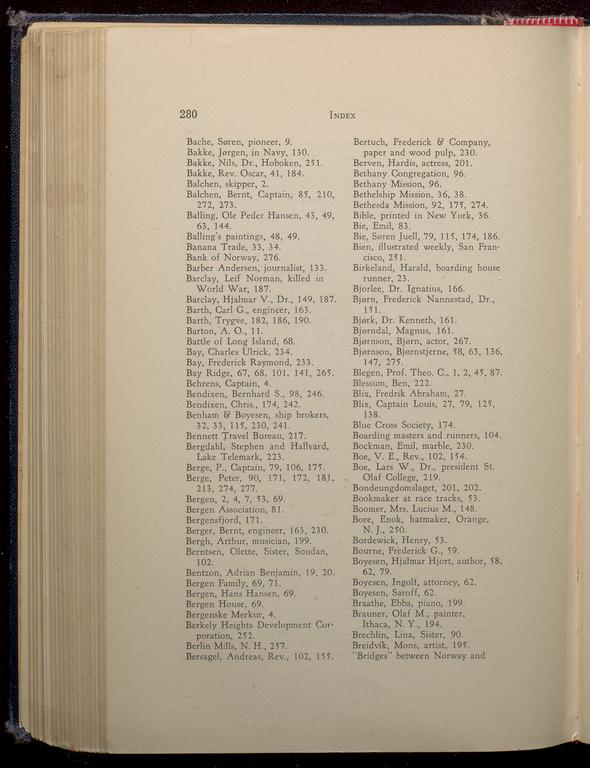 280
INDEX
Bache, Søren, pioneer, 9.
Bakke, Jørgen, in Navy, 130.
Bakke, Nils, Dr., Hoboken, 251.
Bakke, Rev. Oscar, 41, 184.
Balchen, skipper, 2.
Balchen, Bernt, Captain, 85, 210,
272, 273.
Balling, Ole Peder Hansen, 43, 49,
63, 144.
Balling's paintings, 48, 49.
Banana Trade, 33, 34.
Bank of Norway, 276.
Barber Andersen, journalist, 133.
Barclay, Leif Norman, killed in
World War, 187.
Barclay, Hjalmar V., Dr., 149, 187.
Barth, Carl G., engineer, 163.
Barth, Trygve, 182, 186, 190.
Barton, A. O., 11.
Battle of Long Island, 68.
Bay, Charles Ulrick, 234.
Bay, Frederick Raymond, 233.
Bay Ridge, 67, 68, 101, 141, 265.
Behrens, Captain, 4.
Bendixen, Bernhard S., 98, 246.
Bendixen, Chris., 174, 242.
Benham & Boyesen, ship brokers,
32, 33, 115, 230, 241.
Bennett Travel Bureau, 217.
Bergdahl, Stephen and Hallvard,
Lake Telemark, 223.
Berge, P., Captain, 79, 106, 175.
Berge, Peter, 90, 171, 172, 181,
213, 274, 277.
Bergen, 2, 4, 7, 53, 69.
Bergen Association, 81.
Bergensfjord, 171.
Berger, Bernt, engineer, 163, 230.
Bergh, Arthur, musician, 199.
Berntsen, Olette, Sister, Soudan,
102.
Bentzon, Adrian Benjamin, 19, 20.
Bergen Family, 69, 71.
Bergen, Hans Hansen, 69.
Bergen House, 69.
Bergenske Merkur, 4.
Berkely Heights Development Cor-
poration, 252.
Berlin Mills, N. H., 257.
Bersagel, Andreas, Rev., 102, 155.
Bertuch, Frederick & Company,
paper and wood pulp, 230.
Berven, Hardis, actress, 201.
Bethany Congregation, 96.
Bethany Mission, 96.
Bethelship Mission, 36, 38.
Bethesda Mission, 92, 175, 274.
Bible, printed in New York, 36.
Bie, Emil, 83.
Bie, Søren Juell, 79, 115, 174, 186.
Bien, illustrated weekly, San Fran-
cisco, 251.
Birkeland, Harald, boarding house
runner, 23.
Bjorlee, Dr. Ignatius, 166.
Bjørn, Frederick Nannestad, Dr.,
151.
Bjørk, Dr. Kenneth, 161.
Bjørndal, Magnus, 161.
Bjørnson, Bjørn, actor, 267.
Bjørnson, Bjørnstjerne, 58, 63, 136,
147, 275.
Blegen, Prof. Theo. C., 1, 2, 45, 87.
Blessum, Ben, 222.
Blix, Fredrik Abraham, 27.
Blix, Captain Louis, 27, 79, 125,
138.
Blue Cross Society, 174.
Boarding masters and runners, 104.
Bockman, Emil, marble, 230.
Boe, V. E., Rev., 102, 154.
Boe, Lars W., Dr., president St.
Olaf College, 219.
Bondeungdomslaget, 201, 202.
Bookmaker at race tracks, 53.
Boomer, Mrs. Lucius M., 148.
Bore, Enok, hatmaker, Orange,
N. J., 250.
Bordewick, Henry, 53.
Bourne, Frederick G., 59.
Boyesen, Hjalmar Hjort, author, 58,
62, 79.
Boyesen, Ingolf, attorney, 62.
Boyesen, Saroff, 62.
Braathe, Ebba, piano, 199.
Brauner, Olaf M., painter,
Ithaca, N. Y., 194.
Brechlin, Lina, Sister, 90.
Breidvik, Mons, artist, 195.
"Bridges" between Norway and